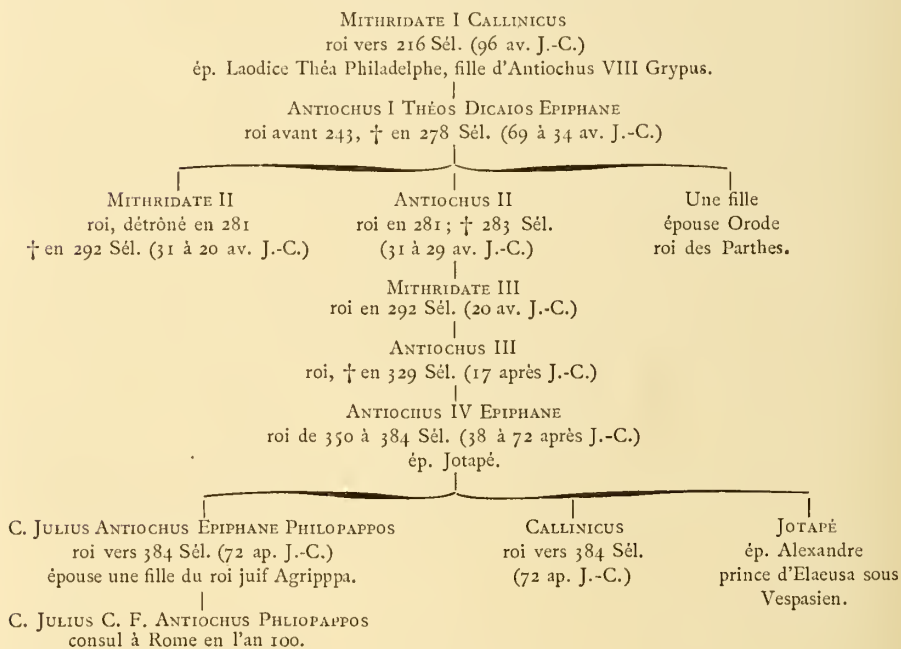 MITHRIDATE I CALLINICUS
roi vers 216 Sél. (96 av. J.-C.)
ép. Laodice Théa Philadelphe, fille d'Antiochus VIII Grypus.
ANTIOCHUS I THÉOS DICAIOS EPIPHANE
roi avant 243, † en 278 Sél. (69 à 34 av. J.-C.)
MITHRIDATE II
roi, détrôné en 281
† en 292 Sél. (31 à 20 av. J.-C.)
ANTIOCHUS II
roi en 281 ; † 283 Sél.
(31 à 29 av. J.-C.)
Une fille
épouse Orode
roi des Parthes.
MITHRIDATE III
roi en 292 Sél. (20 av. J.-C.)
ANTIOCHUS III
roi, † en 329 Sél. (17 après J.-C.)
ANTIOCHUS IV EPIPHANE
roi de 350 à 384 Sél. (38 à 72 après J.-C.)
ép. Jotapé.
C. JULIUS ANTIOCHUS EPIPHANE PHILOPAPPOS
roi vers 384 Sél. (72 ap. J.-C.)
épouse une fille du roi juif Agripppa.
CALLINICUS
roi vers 384 Sél.
(72 ap. J.-C.)
JOTAPÉ
ép. Alexandre
prince d'Elaeusa sous
Vespasien.
C. JULIUS C. F. ANTIOCHUS PHLIOPAPPOS
consul à Rome en l'an 100.